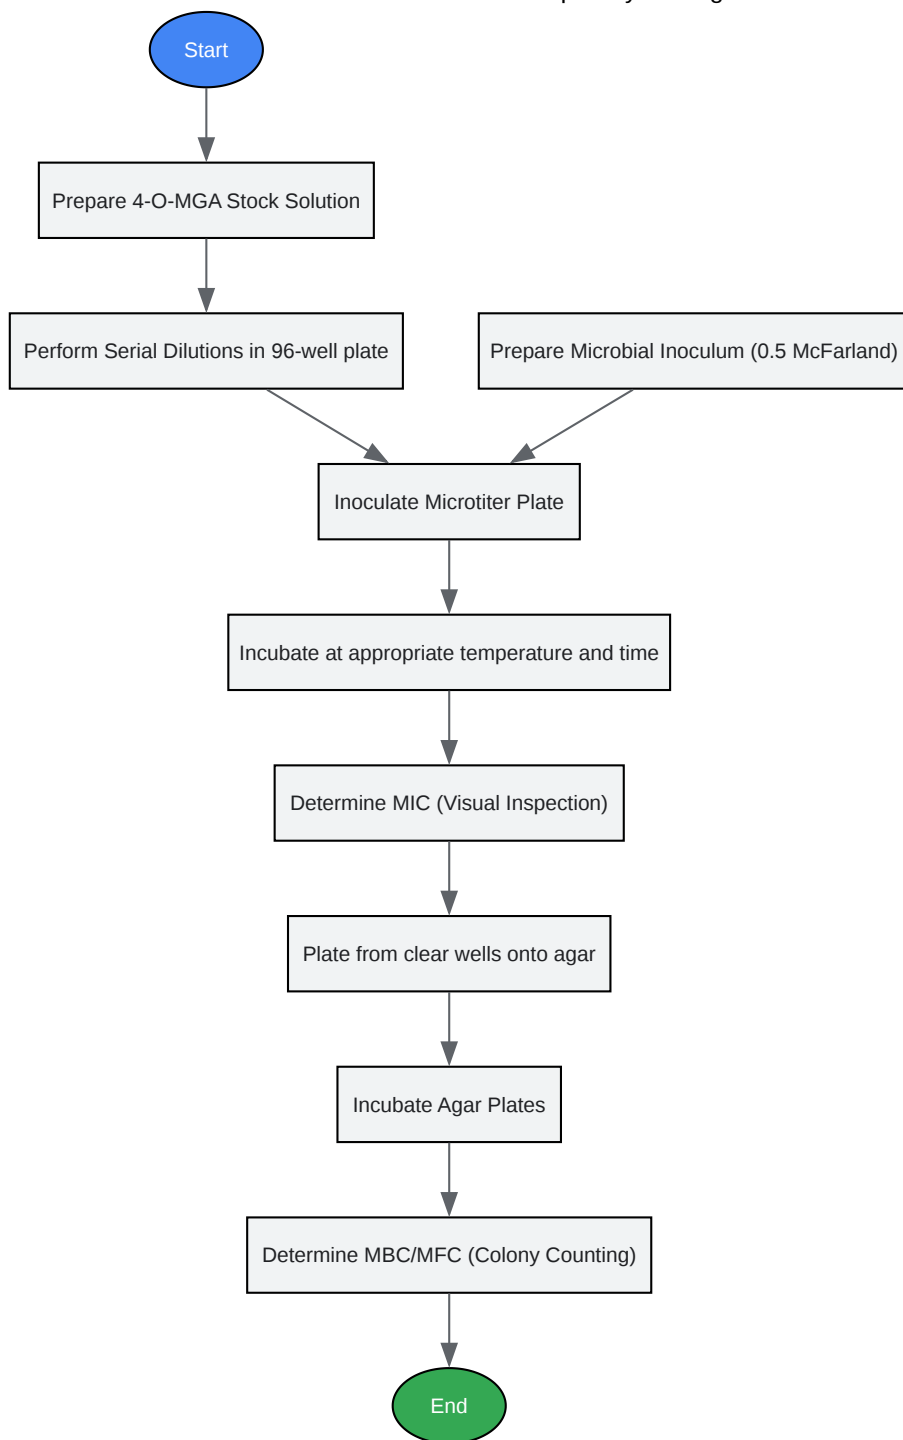 Start
Prepare 4-O-MGA Stock Solution
Perform Serial Dilutions in 96-well plate
Prepare Microbial Inoculum (0.5 McFarland)
Inoculate Microtiter Plate
Incubate at appropriate temperature and time
Determine MIC (Visual Inspection)
Plate from clear wells onto agar
Incubate Agar Plates
Determine MBC/MFC (Colony Counting)
End